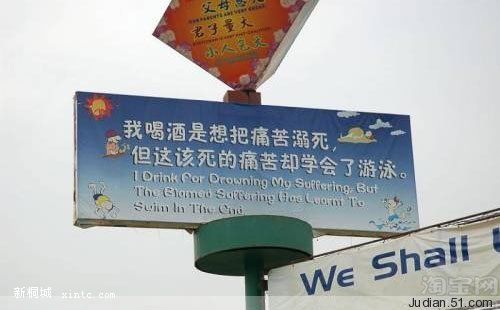 父母恩光
君子量大
小人气大
我喝酒是想把痛苦溺死，
但这该死的痛苦却学会了游泳。
I Drink For Drowning My Suffering, But
The Blamed Suffering Has Learnt To
Swim In The End
We Shall
淘宝网
新桐城 xintc.com
Judian.51.com